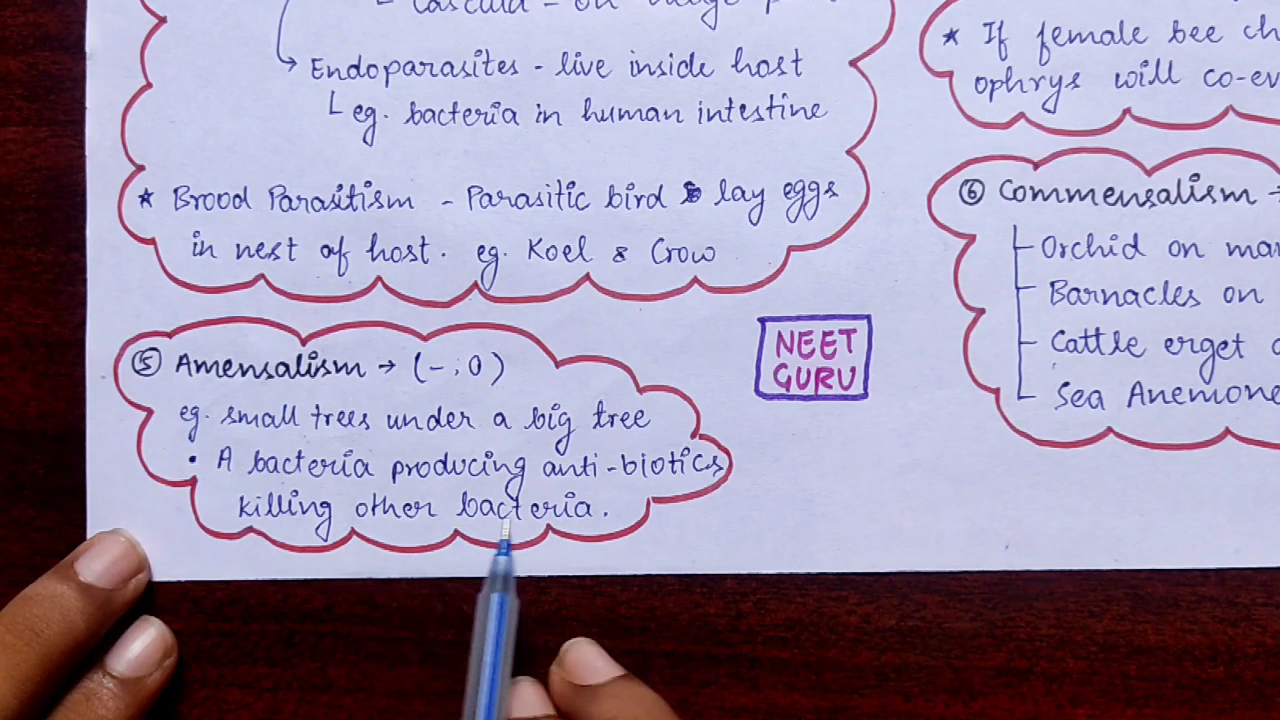 Endoparasites - live inside host
eg. bacteria in human intestine
★ Brood Parasitism - Parasitic bird lay eggs
in nest of host. eg. Koel & Crow
⑤ Amensalism → (-, 0)
eg. small trees under a big tree
• A bacteria producing anti-biotics
killing other bacteria.
NEET
GURU
★ If female bee
ophrys will
⑥ Commensalism →
Orchid on
Barnacles on
Cattle erget
Sea Anemone